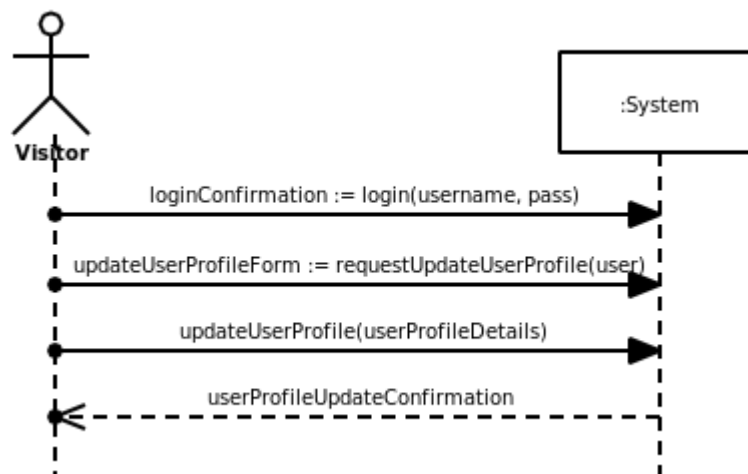 Visitor
:System
loginConfirmation := login(username, pass)
updateUserProfileForm := requestUpdateUserProfile(user)
updateUserProfile(userProfileDetails)
userProfileUpdateConfirmation